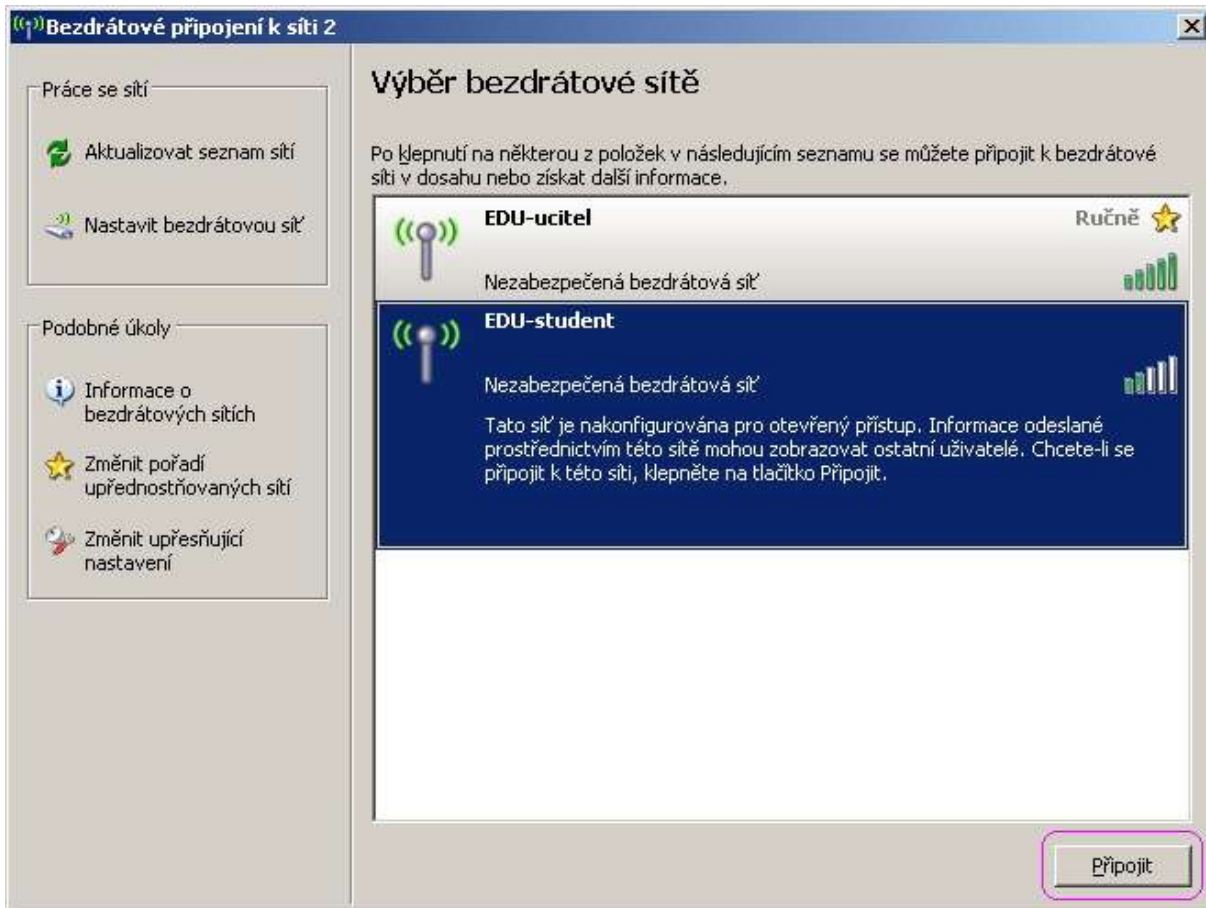 Bezdrátové připojení k síti 2
Práce se sítí
Aktualizovat seznam sítí
Nastavit bezdrátovou síť
Podobné úkoly
Informace o
bezdrátových sítích
Změnit pořadí
upřednostňovaných sítí
Změnit upřesňující
nastavení
Výběr bezdrátové sítě
Po klepnutí na některou z položek v následujícím seznamu se můžete připojit k bezdrátové
síti v dosahu nebo získat další informace.
EDU-ucitel
Ručně
Nezabezpečená bezdrátová síť
EDU-student
Nezabezpečená bezdrátová síť
Tato síť je nakonfigurována pro otevřený přístup. Informace odeslané
prostřednictvím této sítě mohou zobrazovat ostatní uživatelé. Chcete-li se
připojit k této síti, klepněte na tlačítko Připojit.
Připojit